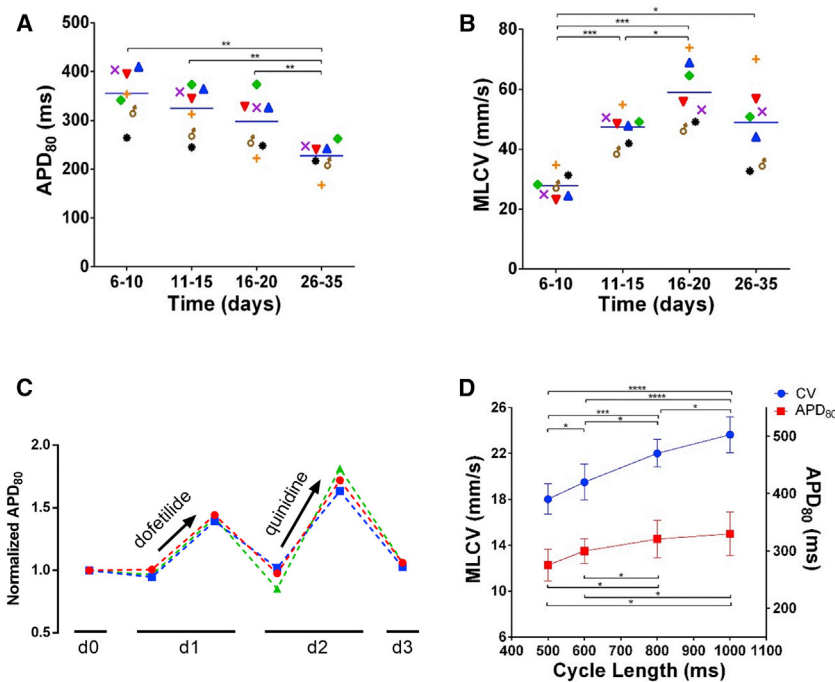 A
APD80 (ms)
500
400
300
200
100
0
** 
**
**
6-10 11-15 16-20 26-35
Time (days)
B
MLCV (mm/s)
80
60
40
20
0
*
***
*** *
6-10 11-15 16-20 26-35
Time (days)
C
Normalized APD80
2.0
1.5
1.0
0.5
dofetilide
quinidine
d0 d1 d2 d3
D
CV
APD80
****
****
*** *
* *
MLCV (mm/s)
26
22
18
14
10
6
APD80 (ms)
500
400
300
200
* *
*
*
400 500 600 700 800 900 1000 1100
Cycle Length (ms)